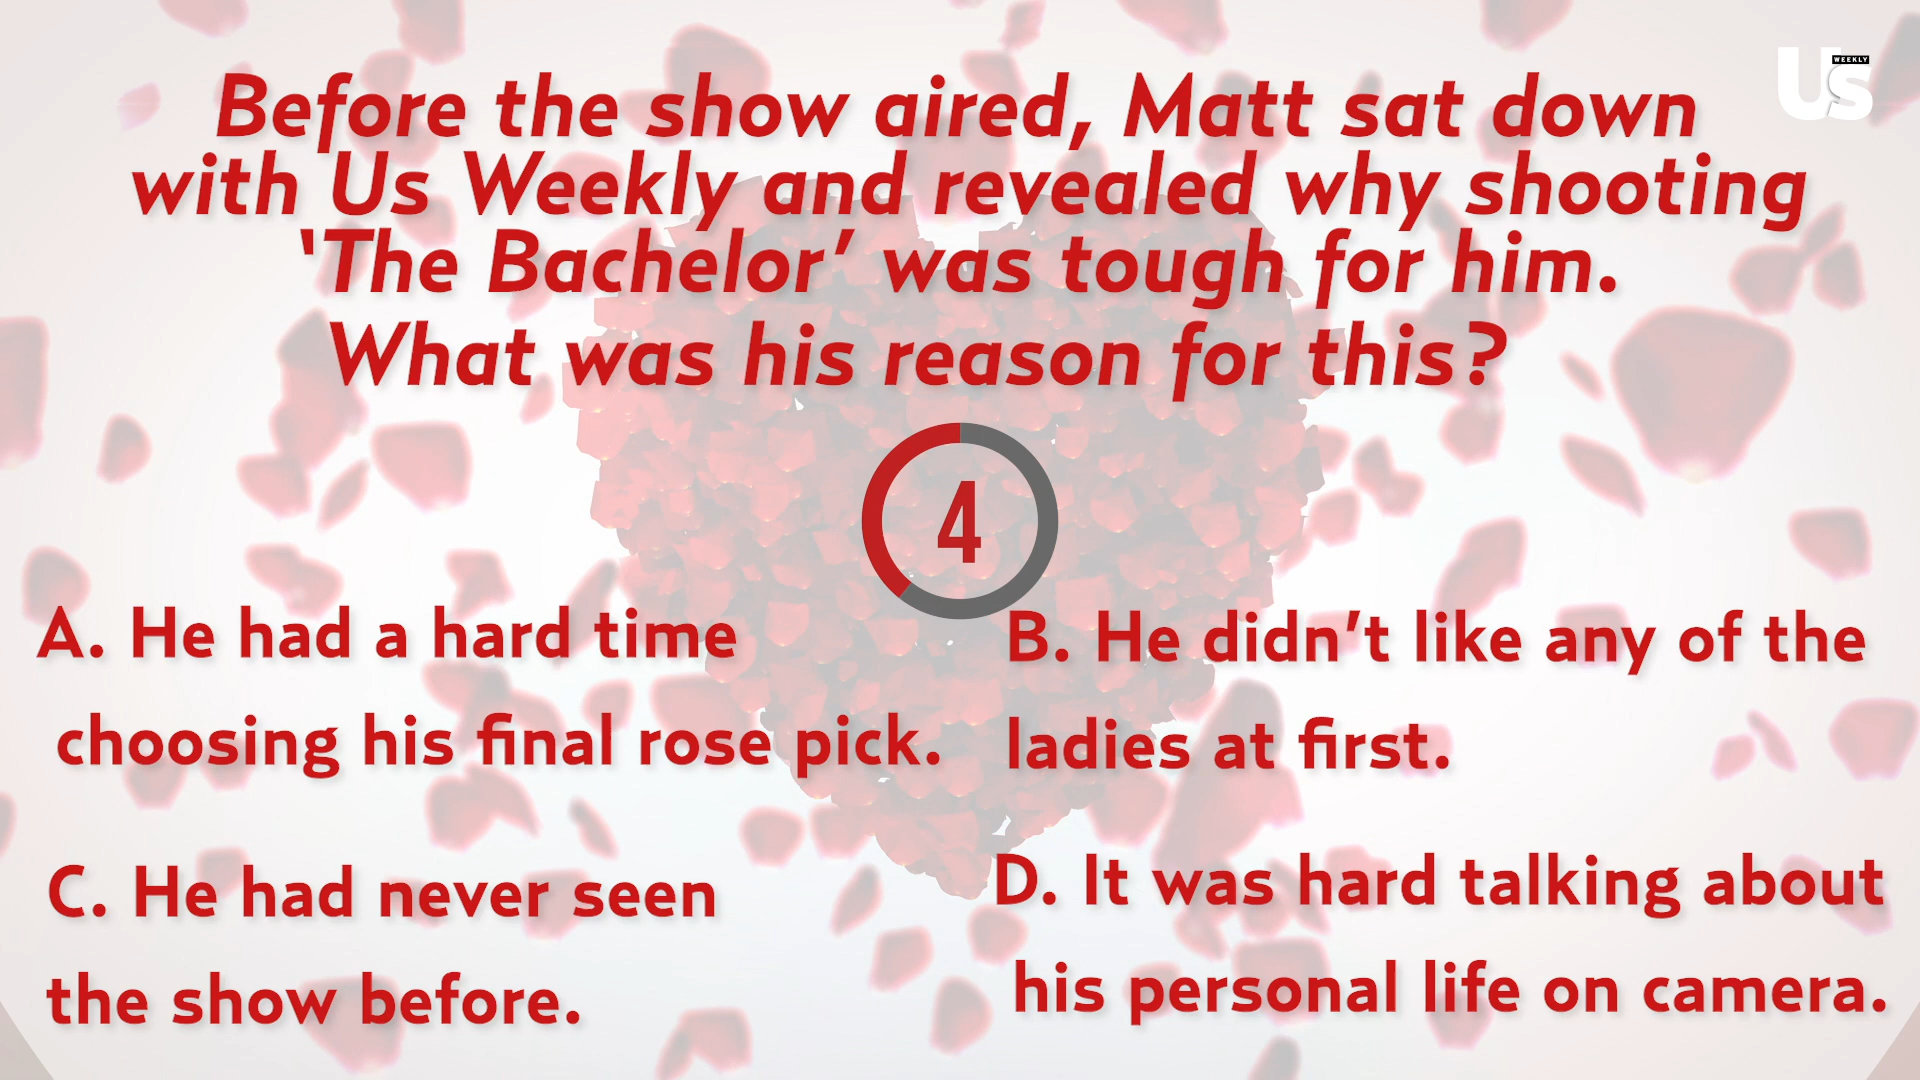 Us
WEEKLY
Before the show aired, Matt sat down
with Us Weekly and revealed why shooting
‘The Bachelor’ was tough for him.
What was his reason for this?
4
A. He had a hard time
choosing his final rose pick.
B. He didn’t like any of the
ladies at first.
C. He had never seen
the show before.
D. It was hard talking about
his personal life on camera.